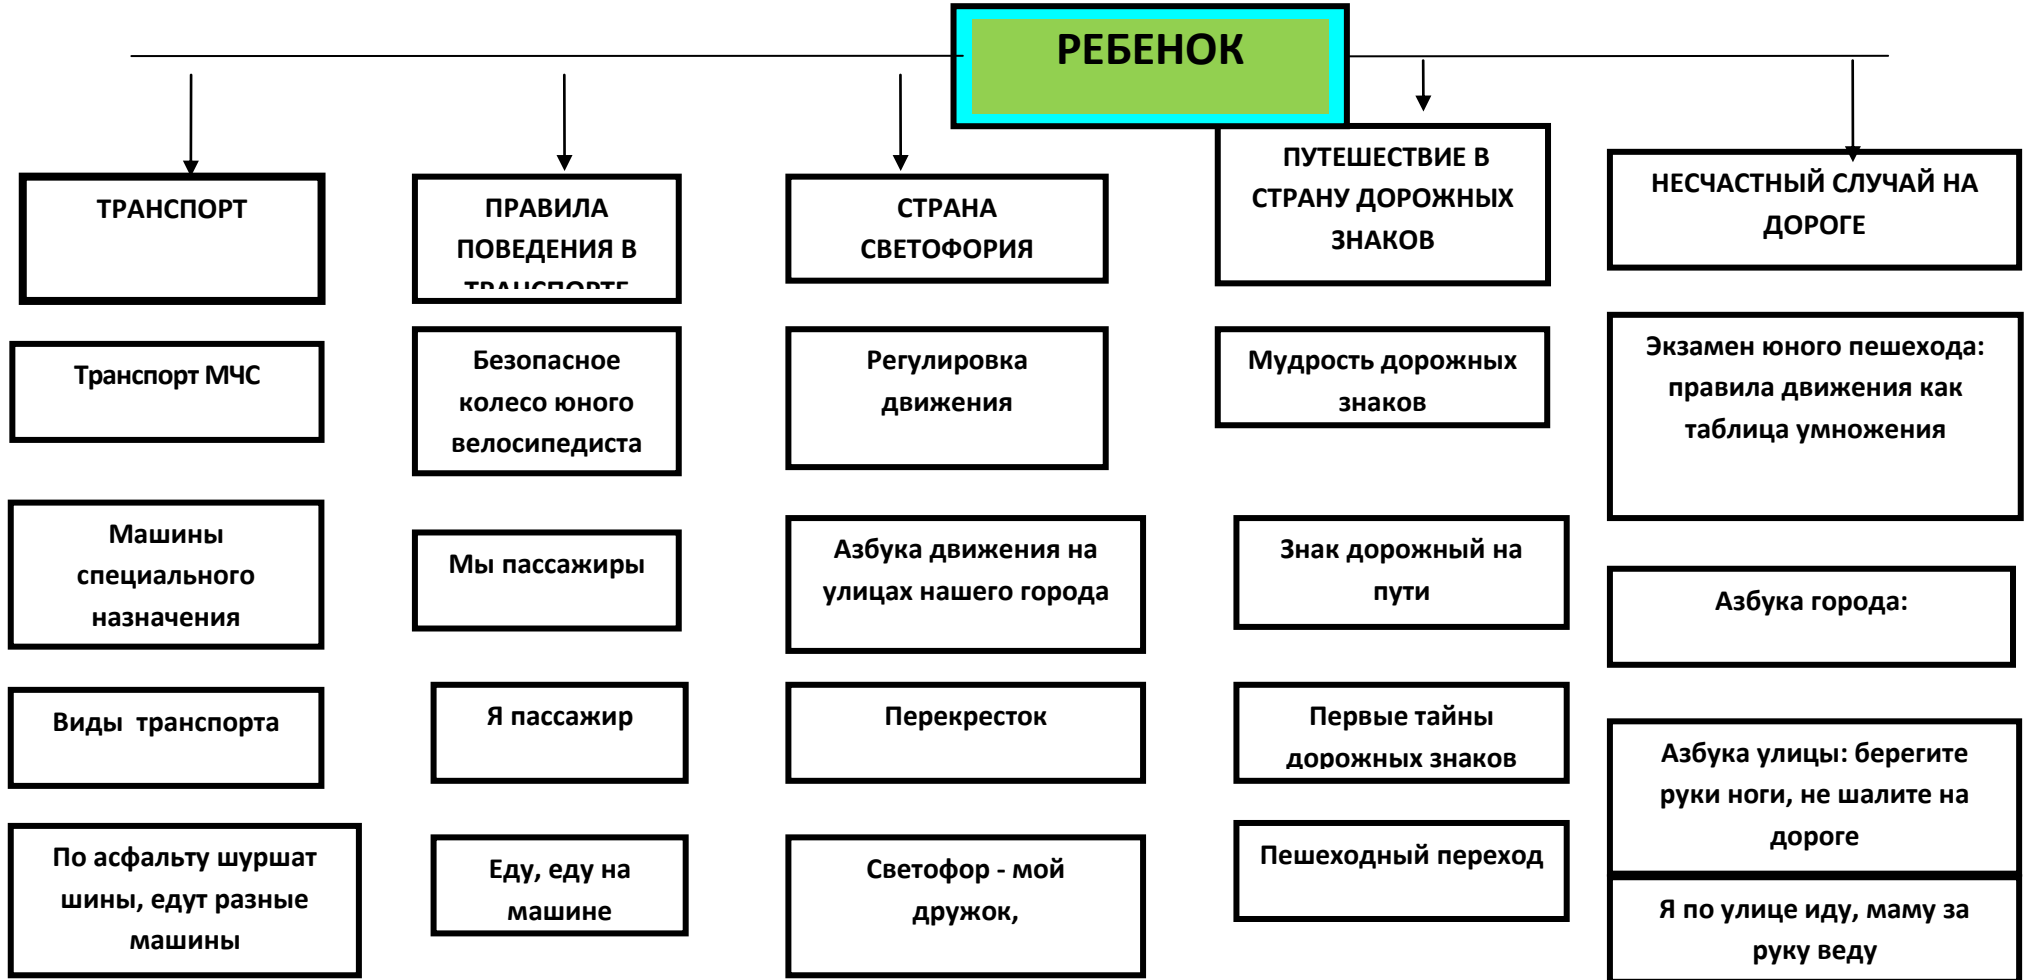 РЕБЕНОК
ТРАНСПОРТ
Транспорт МЧС
Машины
специального
назначения
Виды транспорта
По асфальту шуршат
шины, едут разные
машины
ПРАВИЛА
ПОВЕДЕНИЯ В
ТРАНСПОРТЕ
Безопасное
колесо юного
велосипедиста
Мы пассажиры
Я пассажир
Еду, еду на
машине
СТРАНА
СВЕТОФОРИЯ
Регулировка
движения
Азбука движения на
улицах нашего города
Перекресток
Светофор - мой
дружок,
ПУТЕШЕСТВИЕ В
СТРАНУ ДОРОЖНЫХ
ЗНАКОВ
Мудрость дорожных
знаков
Знак дорожный на
пути
Первые тайны
дорожных знаков
Пешеходный переход
НЕСЧАСТНЫЙ СЛУЧАЙ НА
ДОРОГЕ
Экзамен юного пешехода:
правила движения как
таблица умножения
Азбука города:
Азбука улицы: берегите
руки ноги, не шалите на
дороге
Я по улице иду, маму за
руку веду